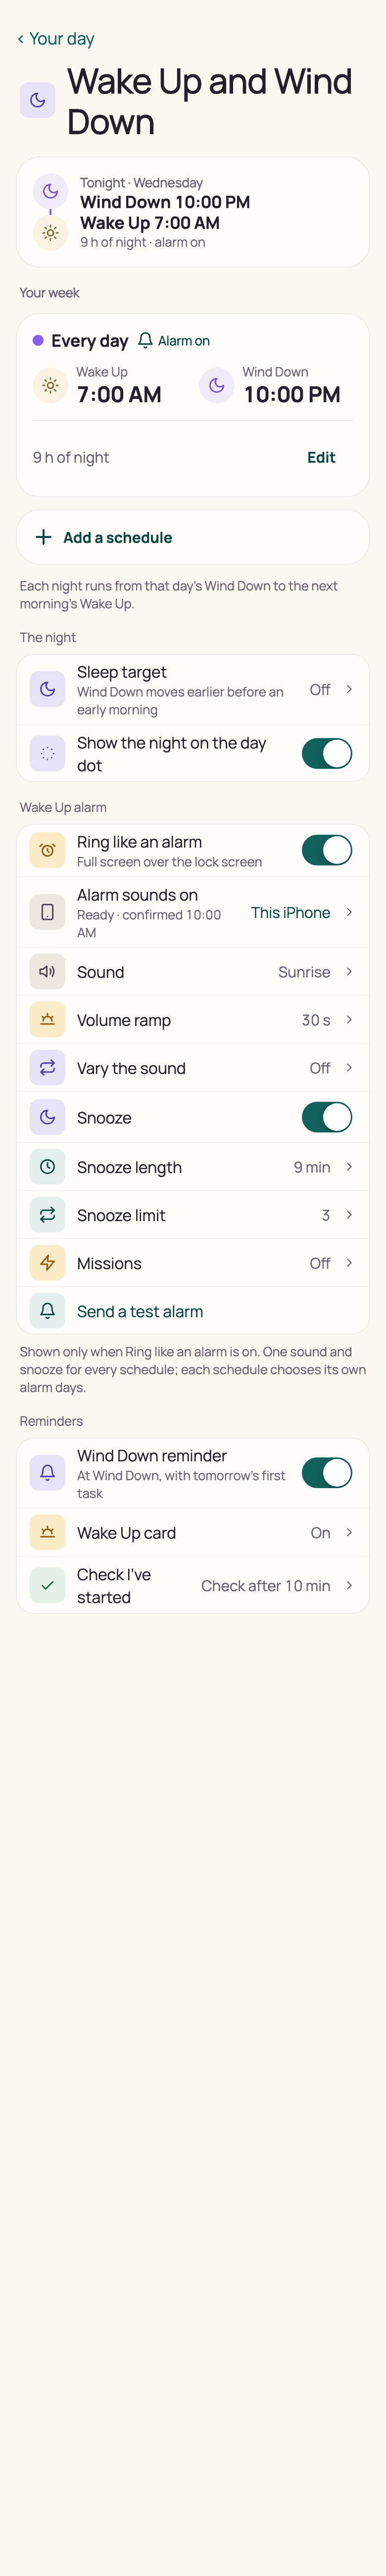 ‹ Your day
Wake Up and Wind
Down
Tonight · Wednesday
Wind Down 10:00 PM
Wake Up 7:00 AM
9 h of night · alarm on
Your week
Every day Alarm on
Wake Up
7:00 AM
Wind Down
10:00 PM
9 h of night
Edit
Add a schedule
Each night runs from that day's Wind Down to the next
morning's Wake Up.
The night
Sleep target
Wind Down moves earlier before an
early morning
Off
Show the night on the day
dot
Wake Up alarm
Ring like an alarm
Full screen over the lock screen
Alarm sounds on
Ready · confirmed 10:00
AM
This iPhone
Sound
Sunrise
Volume ramp
30 s
Vary the sound
Off
Snooze
Snooze length
9 min
Snooze limit
3
Missions
Off
Send a test alarm
Shown only when Ring like an alarm is on. One sound and
snooze for every schedule; each schedule chooses its own
alarm days.
Reminders
Wind Down reminder
At Wind Down, with tomorrow's first
task
Wake Up card
On
Check I've
started
Check after 10 min